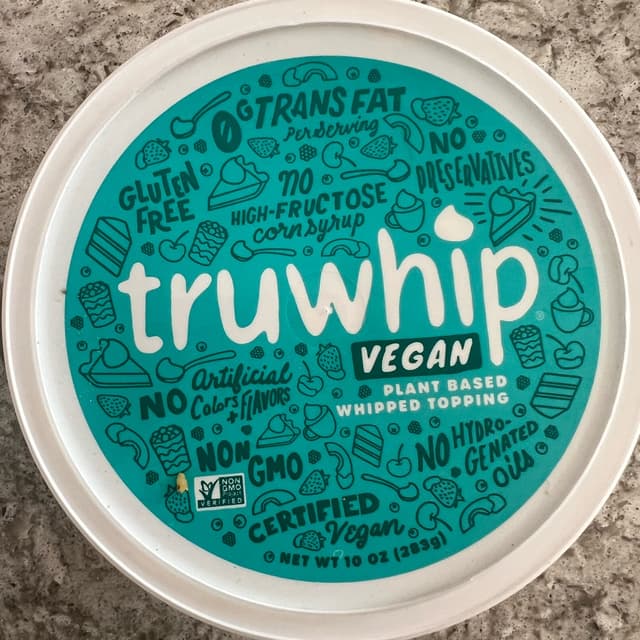 0G TRANS FAT
Per Serving
GLUTEN
FREE
NO
PRESERVATIVES
no
HIGH-FRUCTOSE
corn syrup
truwhip®
VEGAN
PLANT BASED
WHIPPED TOPPING
NO Artificial
Colors + FLAVORS
NON
GMO
NO HYDRO-
GENATED
Oils
NON
GMO
Project
VERIFIED
CERTIFIED
Vegan
NET WT 10 OZ (283g)